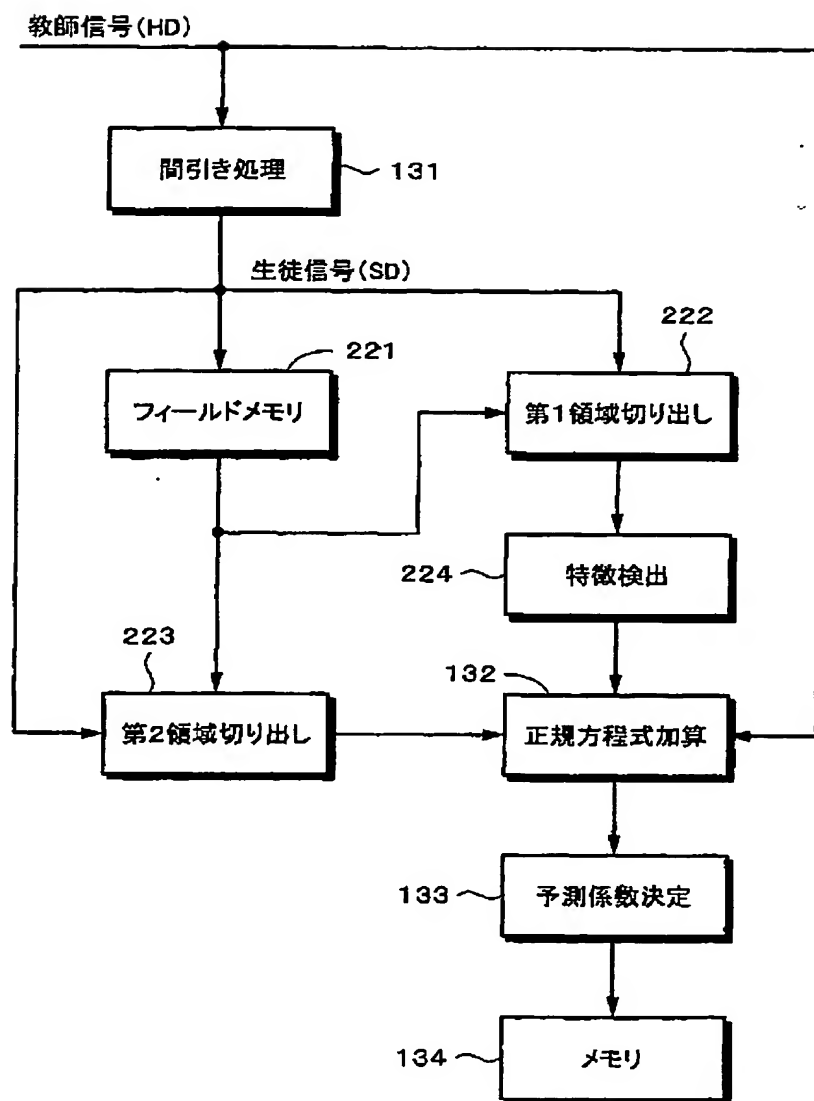 教師信号(HD)
間引き処理
131
生徒信号(SD)
221
222
フィールドメモリ
第1領域切り出し
224
特徴検出
223
132
第2領域切り出し
正規方程式加算
133
予測係数決定
134
メモリ